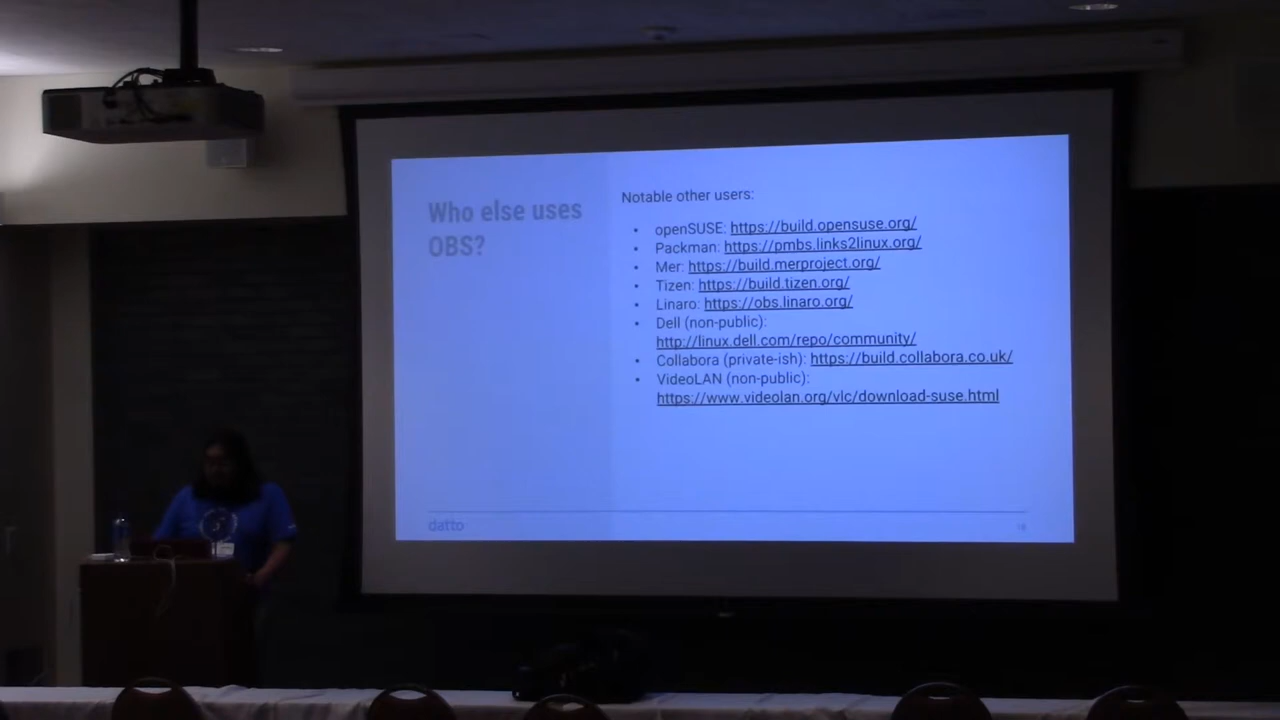 Who else uses
OBS?
Notable other users:
• openSUSE: https://build.opensuse.org/
• Packman: https://pmbs.links2linux.org/
• Mer: https://build.merproject.org/
• Tizen: https://build.tizen.org/
• Linaro: https://obs.linaro.org/
• Dell (non-public):
http://linux.dell.com/repo/community/
• Collabora (private-ish): https://build.collabora.co.uk/
• VideoLAN (non-public):
https://www.videolan.org/vlc/download-suse.html
datto